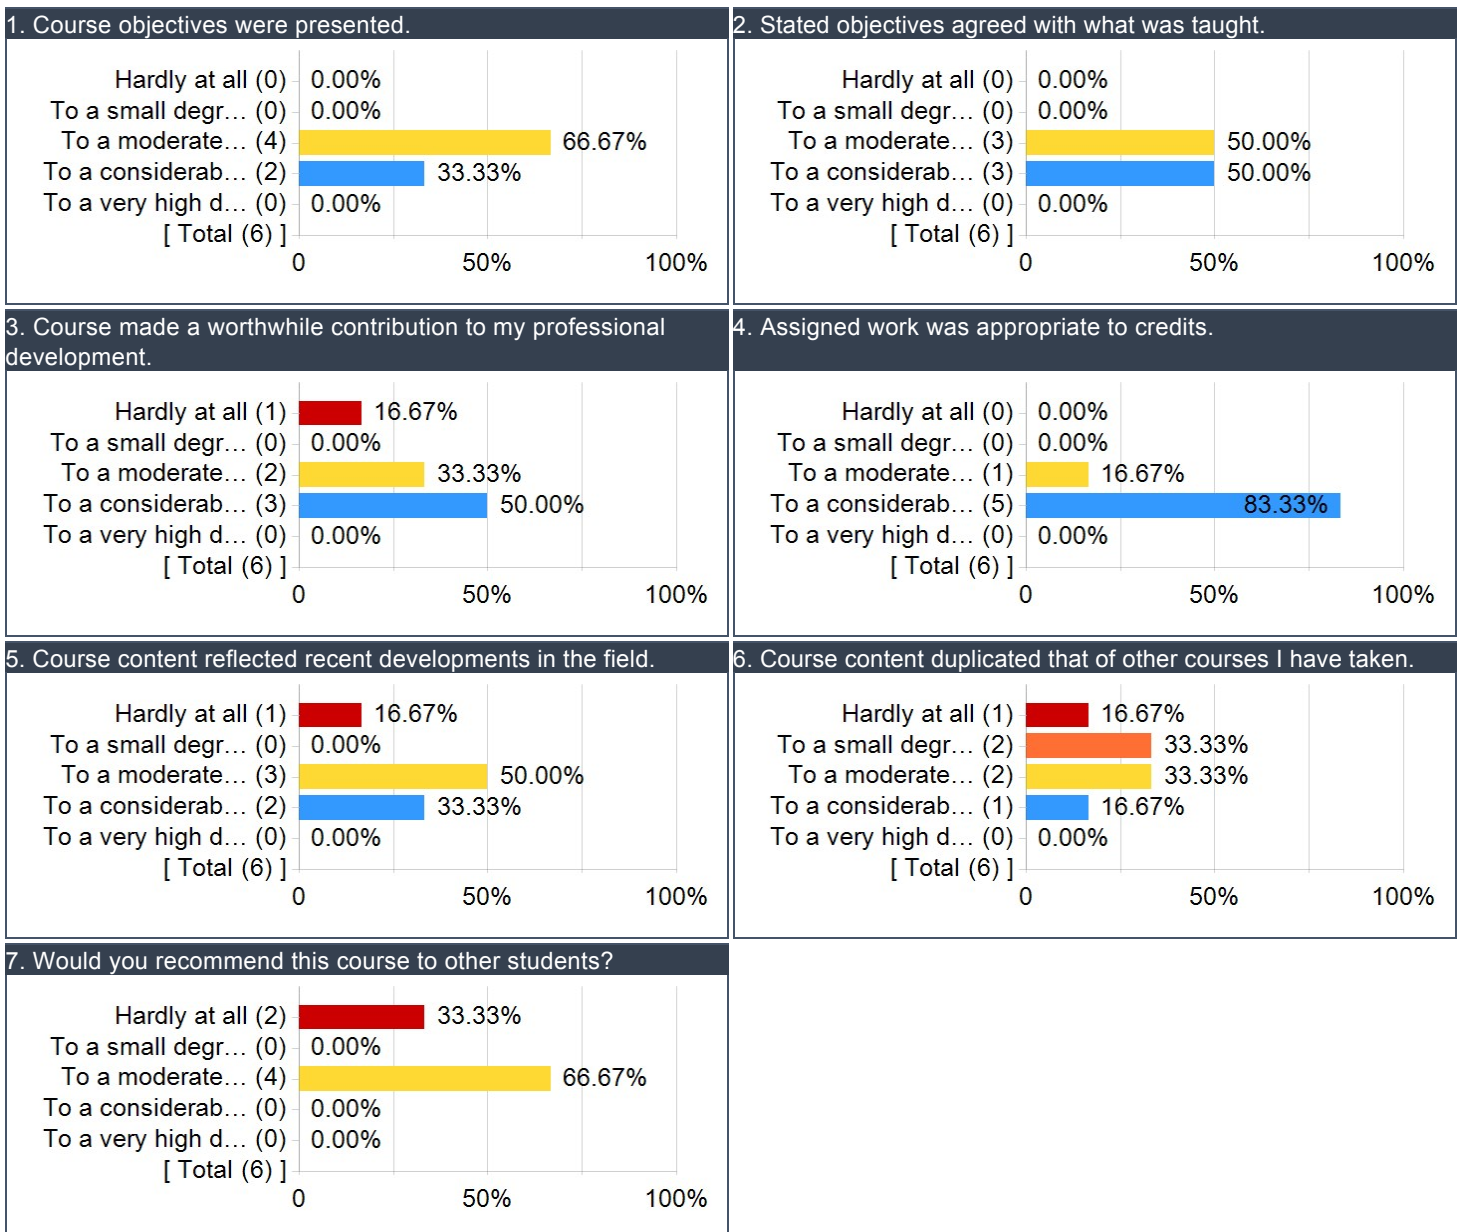 1. Course objectives were presented.
Hardly at all (0) 0.00%
To a small degr... (0) 0.00%
To a moderate... (4) 66.67%
To a considerab... (2) 33.33%
To a very high d... (0) 0.00%
[ Total (6) ]
0 50% 100%
2. Stated objectives agreed with what was taught.
Hardly at all (0) 0.00%
To a small degr... (0) 0.00%
To a moderate... (3) 50.00%
To a considerab... (3) 50.00%
To a very high d... (0) 0.00%
[ Total (6) ]
0 50% 100%
3. Course made a worthwhile contribution to my professional
development.
Hardly at all (1) 16.67%
To a small degr... (0) 0.00%
To a moderate... (2) 33.33%
To a considerab... (3) 50.00%
To a very high d... (0) 0.00%
[ Total (6) ]
0 50% 100%
4. Assigned work was appropriate to credits.
Hardly at all (0) 0.00%
To a small degr... (0) 0.00%
To a moderate... (1) 16.67%
To a considerab... (5) 83.33%
To a very high d... (0) 0.00%
[ Total (6) ]
0 50% 100%
5. Course content reflected recent developments in the field.
Hardly at all (1) 16.67%
To a small degr... (0) 0.00%
To a moderate... (3) 50.00%
To a considerab... (2) 33.33%
To a very high d... (0) 0.00%
[ Total (6) ]
0 50% 100%
6. Course content duplicated that of other courses I have taken.
Hardly at all (1) 16.67%
To a small degr... (2) 33.33%
To a moderate... (2) 33.33%
To a considerab... (1) 16.67%
To a very high d... (0) 0.00%
[ Total (6) ]
0 50% 100%
7. Would you recommend this course to other students?
Hardly at all (2) 33.33%
To a small degr... (0) 0.00%
To a moderate... (4) 66.67%
To a considerab... (0) 0.00%
To a very high d... (0) 0.00%
[ Total (6) ]
0 50% 100%